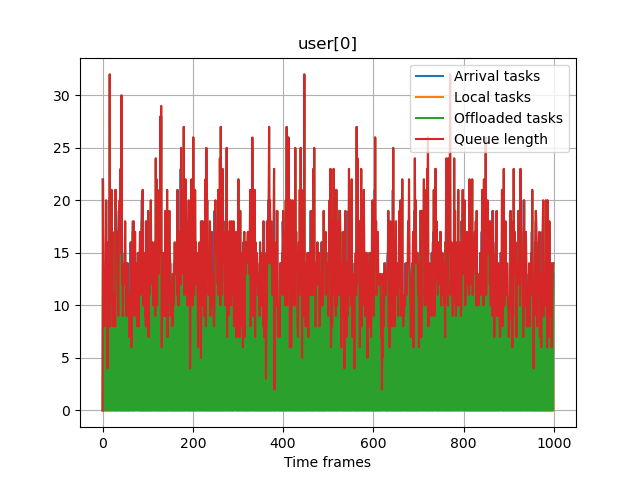 user[0]
Arrival tasks
Local tasks
Offloaded tasks
Queue length
30
25
20
15
10
5
0
0 200 400 600 800 1000
Time frames